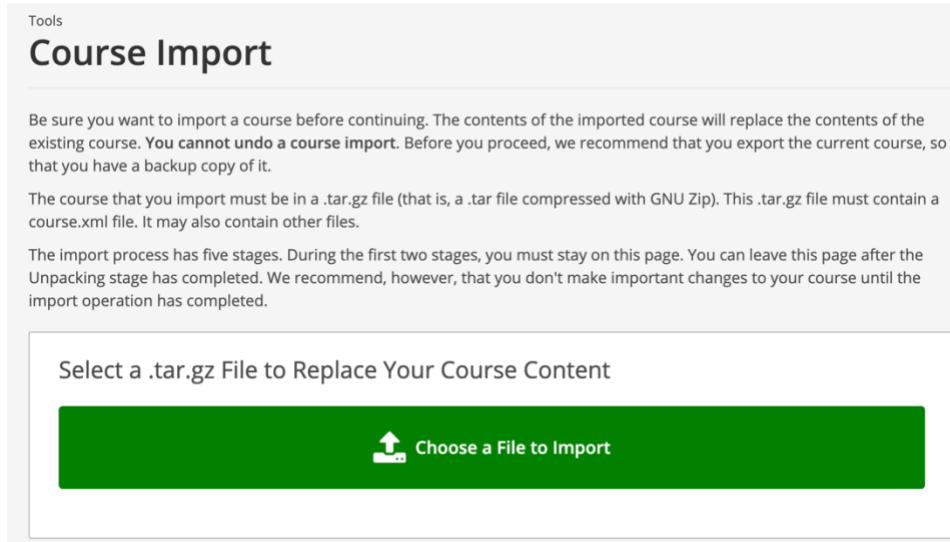 Tools
Course Import
Be sure you want to import a course before continuing. The contents of the imported course will replace the contents of the
existing course. You cannot undo a course import. Before you proceed, we recommend that you export the current course, so
that you have a backup copy of it.
The course that you import must be in a .tar.gz file (that is, a .tar file compressed with GNU Zip). This .tar.gz file must contain a
course.xml file. It may also contain other files.
The import process has five stages. During the first two stages, you must stay on this page. You can leave this page after the
Unpacking stage has completed. We recommend, however, that you don't make important changes to your course until the
import operation has completed.
Select a .tar.gz File to Replace Your Course Content
Choose a File to Import